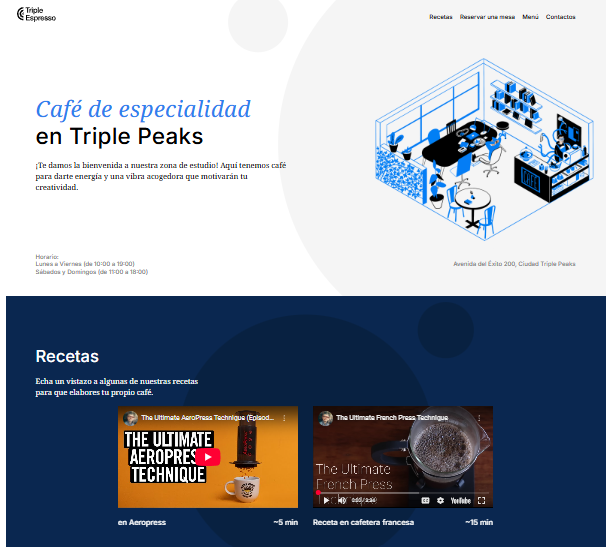 Triple
Espresso
Recetas
Reservar una mesa
Menú
Contactos
Café de especialidad
en Triple Peaks
¡Te damos la bienvenida a nuestra zona de estudio! Aquí tenemos café
para darte energía y una vibra acogedora que motivarán tu
creatividad.
Horario:
Lunes a Viernes (de 10:00 a 19:00)
Sábados y Domingos (de 11:00 a 18:00)
Avenida del Éxito 200, Ciudad Triple Peaks
Recetas
Echa un vistazo a algunas de nuestras recetas
para que elabores tu propio café.
The Ultimate AeroPress Technique (Episod...
THE ULTIMATE
AEROPRESS
TECHNIQUE
en Aeropress
~5 min
The Ultimate French Press Technique
The Ultimate
French Press
YouTube
Receta en cafetera francesa
~15 min